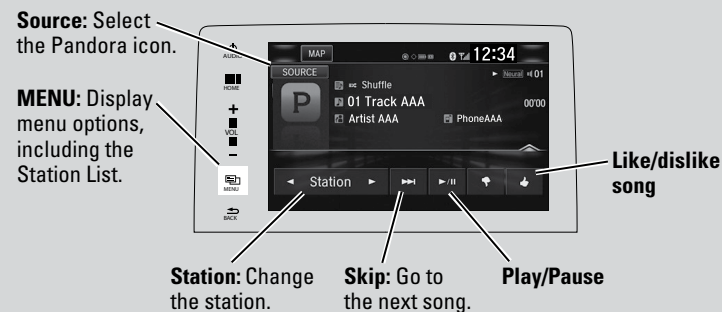 Source: Select
the Pandora icon.
MENU: Display
menu options,
including the
Station List.
AUDIO
HOME
+
VOL
–
MENU
BACK
MAP
12:34
SOURCE
Neural
01
Shuffle
P
01 Track AAA
00'00
Artist AAA
PhoneAAA
Station
Like/dislike
song
Station: Change
the station.
Skip: Go to
the next song.
Play/Pause